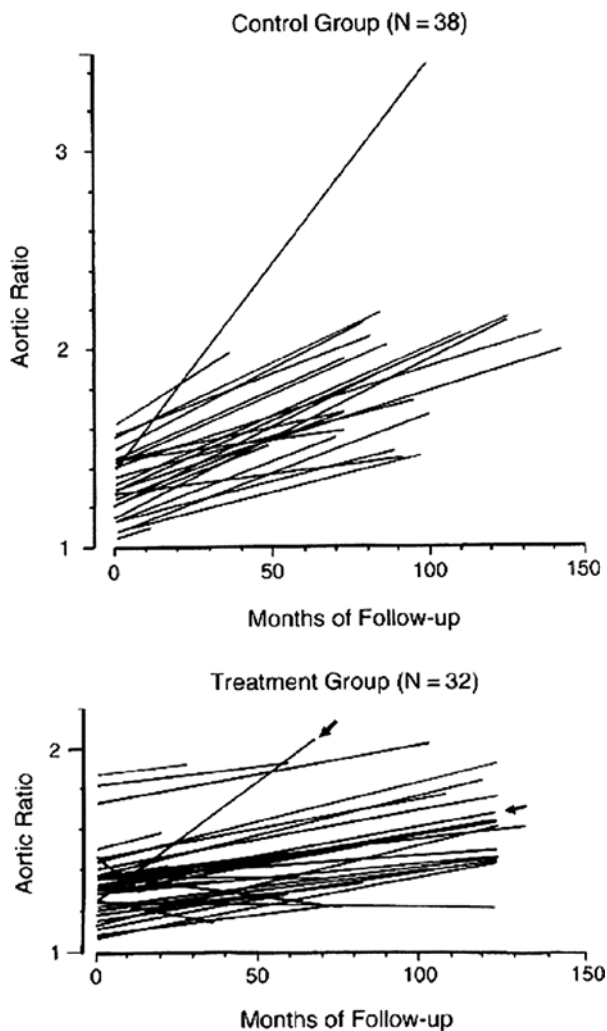 Control Group (N = 38)
3
2
1
Aortic Ratio
0
50
100
150
Months of Follow-up
Treatment Group (N = 32)
2
1
Aortic Ratio
0
50
100
150
Months of Follow-up